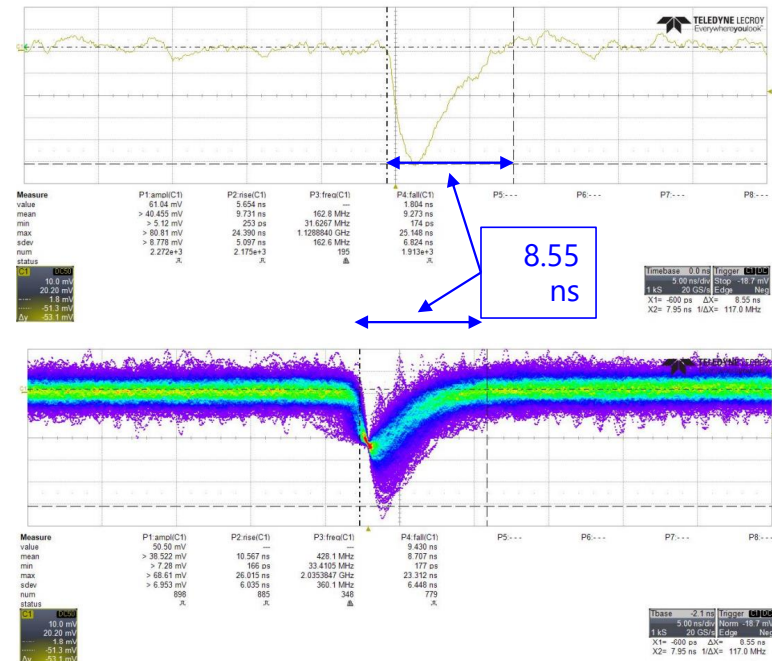 TELEDYNE LECROY
Everywhereyoulook
Measure P1:ampl(C1) P2:rise(C1) P3:freq(C1) P4:fall(C1) P5:- - - P6:- - - P7:- - - P8:- - -
value 61.04 mV 5.654 ns --- 1.804 ns
mean > 40.455 mV 9.731 ns 162.8 MHz 9.273 ns
min > 5.12 mV 253 ps 31.6267 MHz 174 ps
max > 80.81 mV 24.390 ns 1.1288840 GHz 25.148 ns
sdev > 8.778 mV 5.097 ns 162.6 MHz 6.824 ns
num 2.272e+3 2.175e+3 195 1.913e+3
status
8.55
ns
C1 DC50
10.0 mV
20.20 mV
1.8 mV
-51.3 mV
Δy -53.1 mV
Timebase 0.0 ns Trigger C1 DC
5.00 ns/div Stop -18.7 mV
1 kS 20 GS/s Edge Neg
X1= -600 ps ΔX= 8.55 ns
X2= 7.95 ns 1/ΔX= 117.0 MHz
TELEDYNE LECROY
Measure P1:ampl(C1) P2:rise(C1) P3:freq(C1) P4:fall(C1) P5:- - - P6:- - - P7:- - - P8:- - -
value 50.50 mV --- --- 9.430 ns
mean > 38.522 mV 10.567 ns 428.1 MHz 8.707 ns
min > 7.28 mV 166 ps 33.4105 MHz 177 ps
max > 68.61 mV 26.015 ns 2.0353847 GHz 23.312 ns
sdev > 6.953 mV 6.035 ns 360.1 MHz 6.448 ns
num 898 885 348 779
status
C1 DC50
10.0 mV
20.20 mV
1.8 mV
-51.3 mV
Δy -53.1 mV
Tbase -2.1 ns Trigger C1 DC
5.00 ns/div Norm -18.7 mV
1 kS 20 GS/s Edge Neg
X1= -600 ps ΔX= 8.55 ns
X2= 7.95 ns 1/ΔX= 117.0 MHz